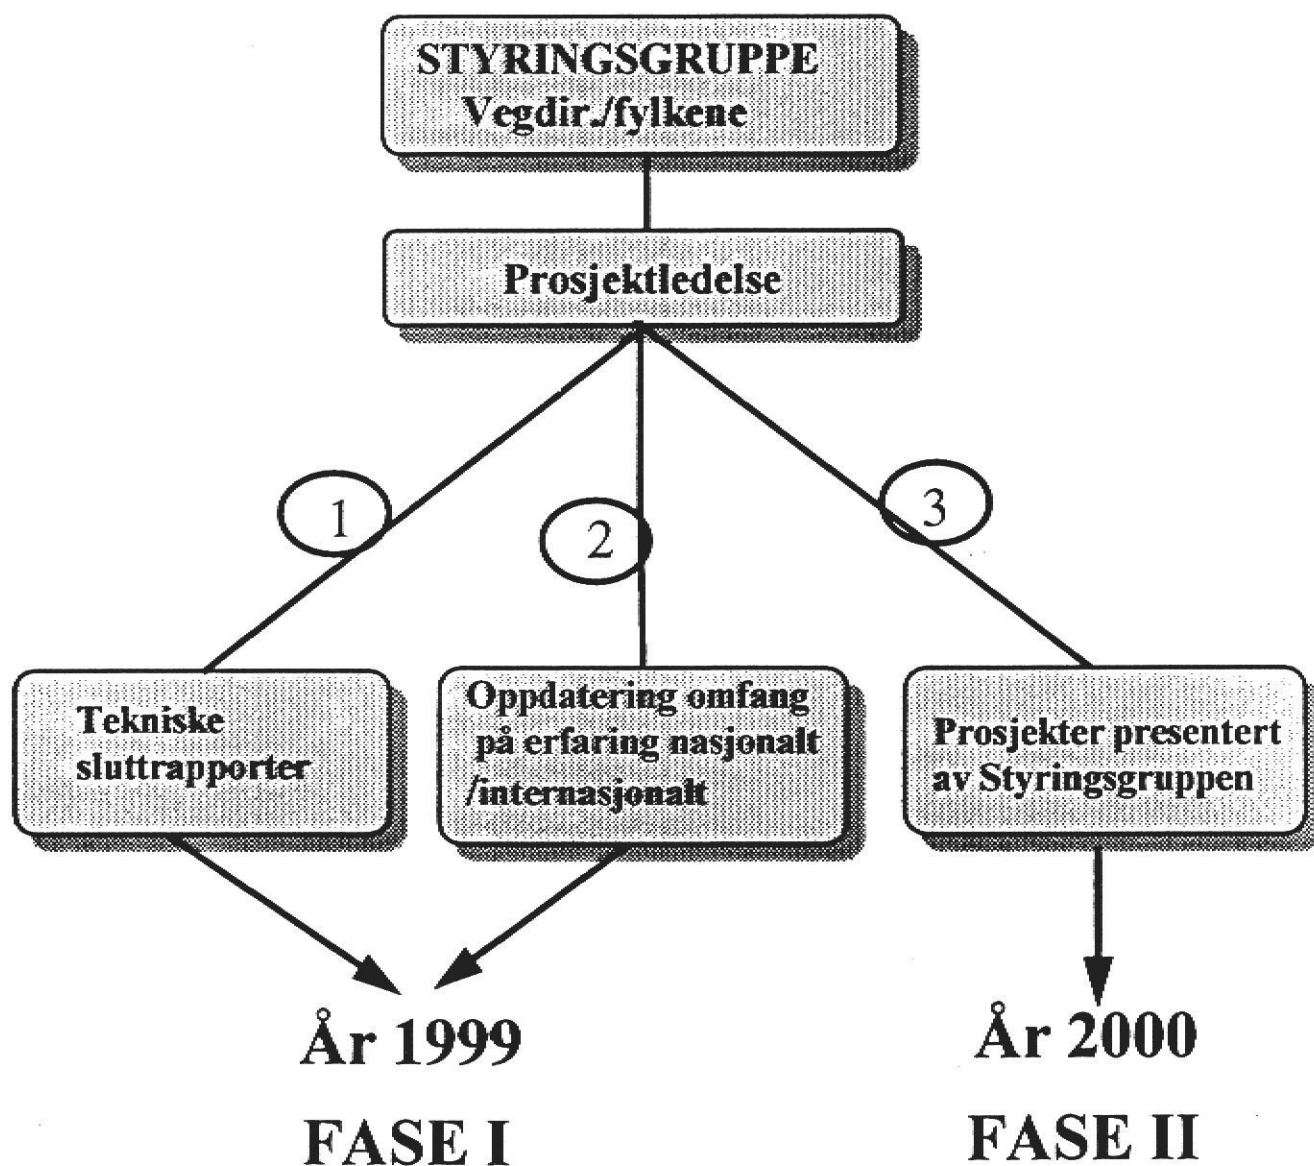 STYRINGSGRUPPE
Vegdir./fylkene
Prosjektledelse
1
2
3
Tekniske
sluttrapporter
Oppdatering omfang
på erfaring nasjonalt
/internasjonalt
Prosjekter presentert
av Styringsgruppen
År 1999
FASE I
År 2000
FASE II